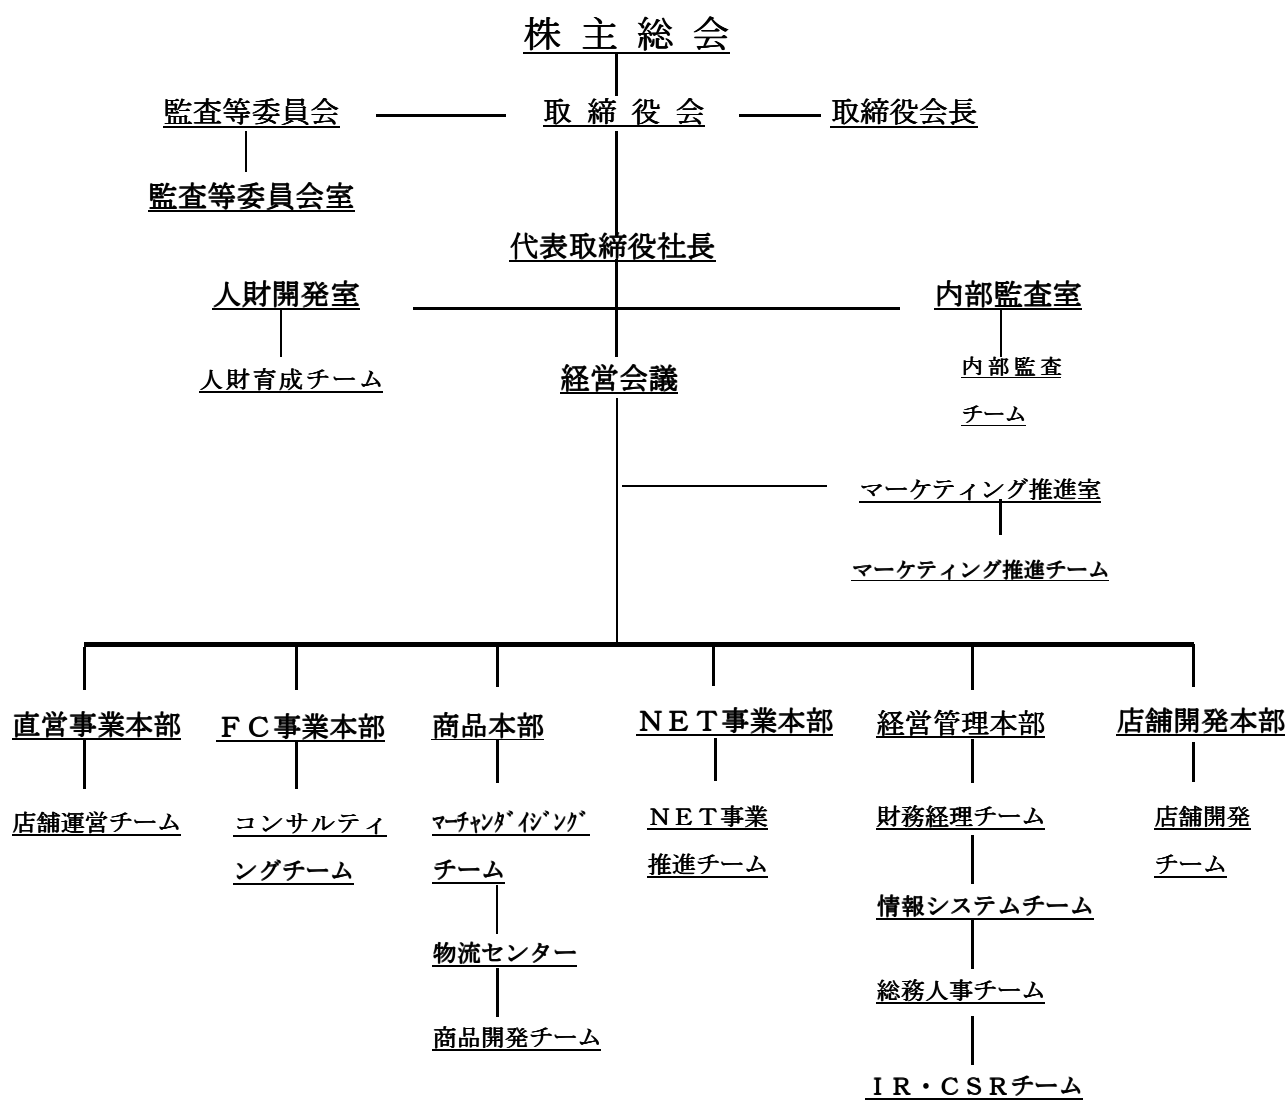 株 主 総 会
監査等委員会
取 締 役 会
取締役会長
監査等委員会室
代表取締役社長
人財開発室
内部監査室
人財育成チーム
経営会議
内部監査
チーム
マーケティング推進室
マーケティング推進チーム
直営事業本部
ＦＣ事業本部
商品本部
ＮＥＴ事業本部
経営管理本部
店舗開発本部
店舗運営チーム
コンサルティ
ングチーム
ﾏｰﾁｬﾝﾀﾞｲｼﾞﾝｸﾞ
チーム
物流センター
商品開発チーム
ＮＥＴ事業
推進チーム
財務経理チーム
情報システムチーム
総務人事チーム
ＩＲ・ＣＳＲチーム
店舗開発
チーム